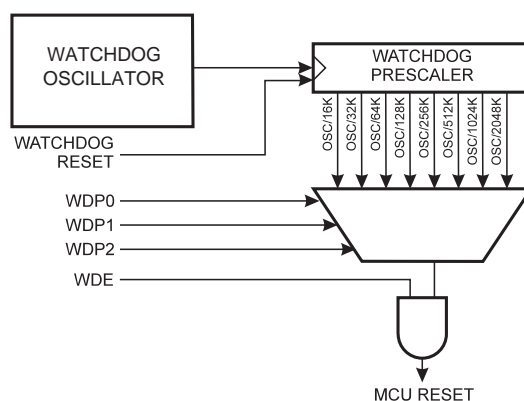 WATCHDOG
OSCILLATOR
WATCHDOG
PRESCALER
WATCHDOG
RESET
OSC/16K
OSC/32K
OSC/64K
OSC/128K
OSC/256K
OSC/512K
OSC/1024K
OSC/2048K
WDP0
WDP1
WDP2
WDE
MCU RESET